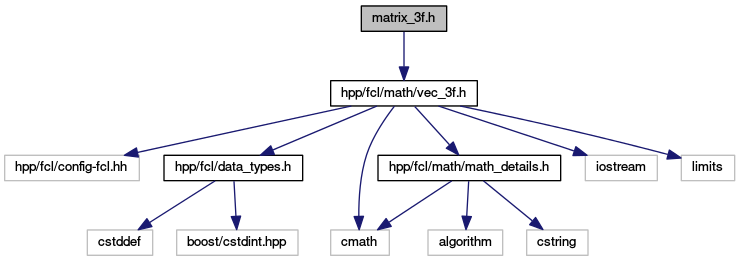 matrix_3f.h
hpp/fcl/math/vec_3f.h
hpp/fcl/config-fcl.hh
hpp/fcl/data_types.h
hpp/fcl/math/math_details.h
iostream
limits
cstddef
boost/cstdint.hpp
cmath
algorithm
cstring